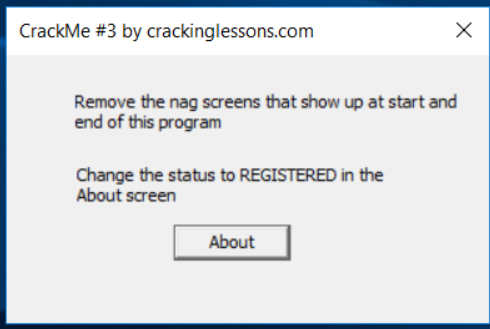 CrackMe #3 by crackinglessons.com
Remove the nag screens that show up at start and
end of this program
Change the status to REGISTERED in the
About screen
About